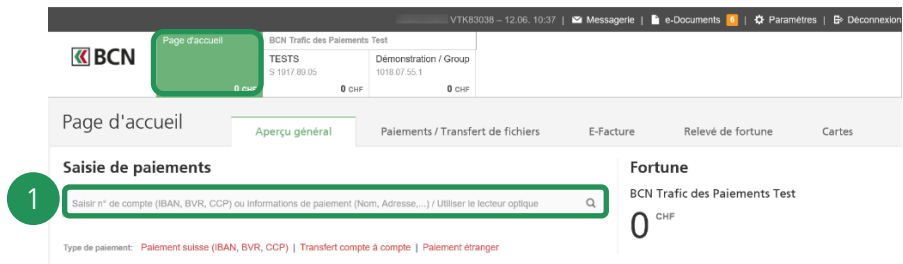 VTK83038 – 12.06. 10:37 | Messagerie | e-Documents 6 | Paramètres | Déconnexion
BCN
Page d'accueil
0 CHF
BCN Trafic des Paiements Test
TESTS
S 1917.89.05
0 CHF
Démonstration / Group
1018.07.55.1
0 CHF
Page d'accueil
Aperçu général
Paiements / Transfert de fichiers
E-Facture
Relevé de fortune
Cartes
Saisie de paiements
1
Saisir n° de compte (IBAN, BVR, CCP) ou informations de paiement (Nom, Adresse,...) / Utiliser le lecteur optique
Type de paiement: Paiement suisse (IBAN, BVR, CCP) | Transfert compte à compte | Paiement étranger
Fortune
BCN Trafic des Paiements Test
0 CHF